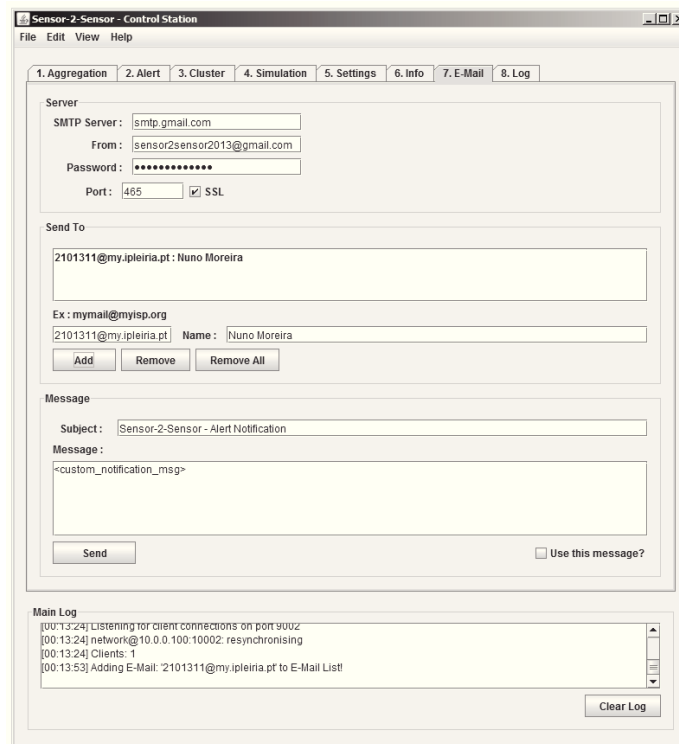 Sensor-2-Sensor - Control Station
File Edit View Help
1. Aggregation 2. Alert 3. Cluster 4. Simulation 5. Settings 6. Info 7. E-Mail 8. Log
Server
SMTP Server : smtp.gmail.com
From : sensor2sensor2013@gmail.com
Password : •••••••••••••
Port : 465 SSL
Send To
2101311@my.ipleiria.pt : Nuno Moreira
Ex : mymail@myisp.org
2101311@my.ipleiria.pt Name : Nuno Moreira
Add Remove Remove All
Message
Subject : Sensor-2-Sensor - Alert Notification
Message :
<custom_notification_msg>
Send Use this message?
Main Log
[00:13:24] Listening for client connections on port 9002
[00:13:24] network@10.0.0.100:10002: resynchronising
[00:13:24] Clients: 1
[00:13:53] Adding E-Mail: '2101311@my.ipleiria.pt' to E-Mail List!
Clear Log